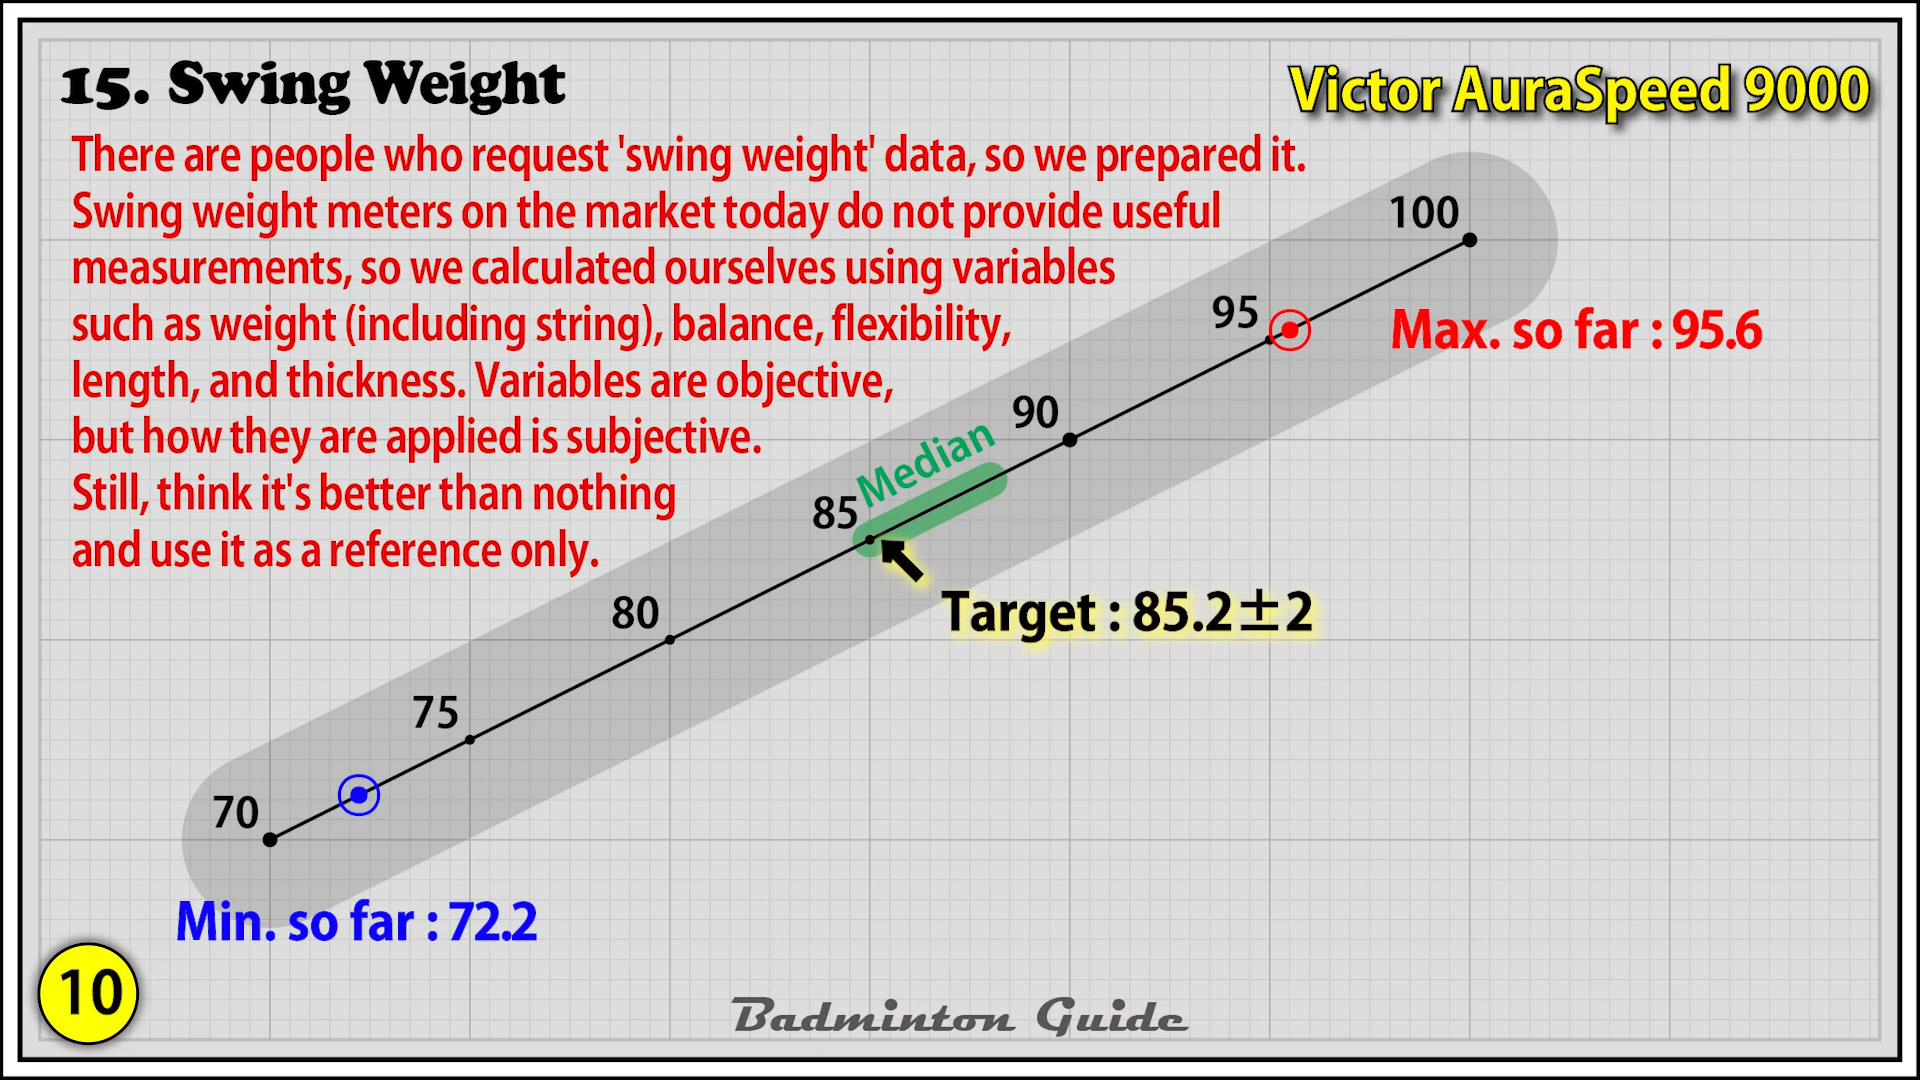 15. Swing Weight
Victor AuraSpeed 9000
There are people who request 'swing weight' data, so we prepared it.
Swing weight meters on the market today do not provide useful
measurements, so we calculated ourselves using variables
such as weight (including string), balance, flexibility,
length, and thickness. Variables are objective,
but how they are applied is subjective.
Still, think it's better than nothing
and use it as a reference only.
100
95
Max. so far : 95.6
90
Median
85
Target : 85.2±2
80
75
70
Min. so far : 72.2
10
Badminton Guide